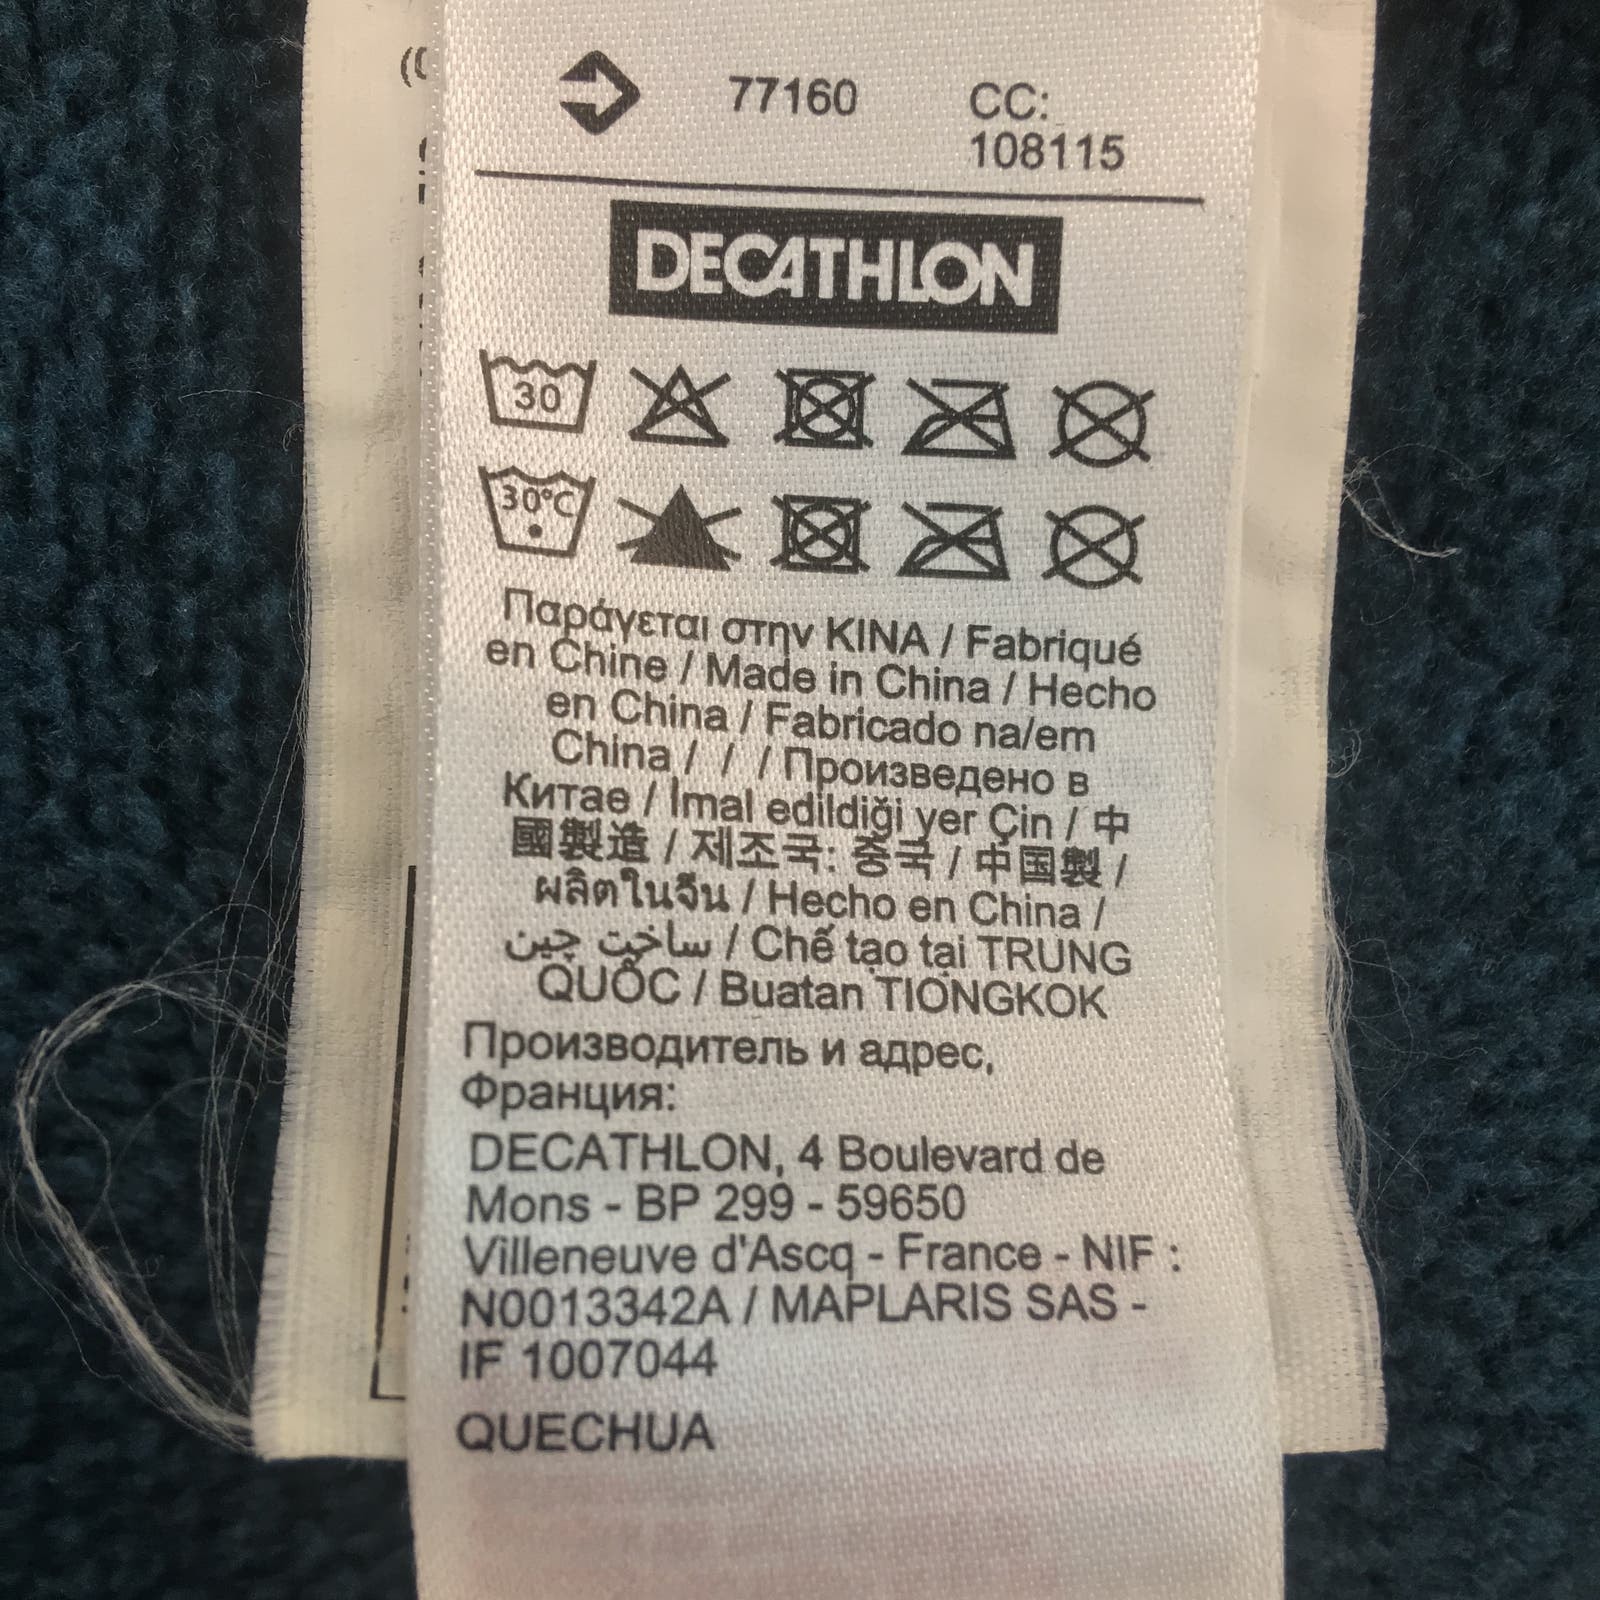 77160 CC:
108115
DECATHLON
30
30°C
Παράγεται στην KINA / Fabriqué
en Chine / Made in China / Hecho
en China / Fabricado na/em
China / / / Произведено в
Китае / İmal edildiği yer Çin / 中
國製造 / 제조국: 중국 / 中国製 /
ผลิตในจีน / Hecho en China /
ساخت چین / Chế tạo tại TRUNG
QUỐC / Buatan TIONGKOK
Производитель и адрес,
Франция:
DECATHLON, 4 Boulevard de
Mons - BP 299 - 59650
Villeneuve d'Ascq - France - NIF :
N0013342A / MAPLARIS SAS -
IF 1007044
QUECHUA